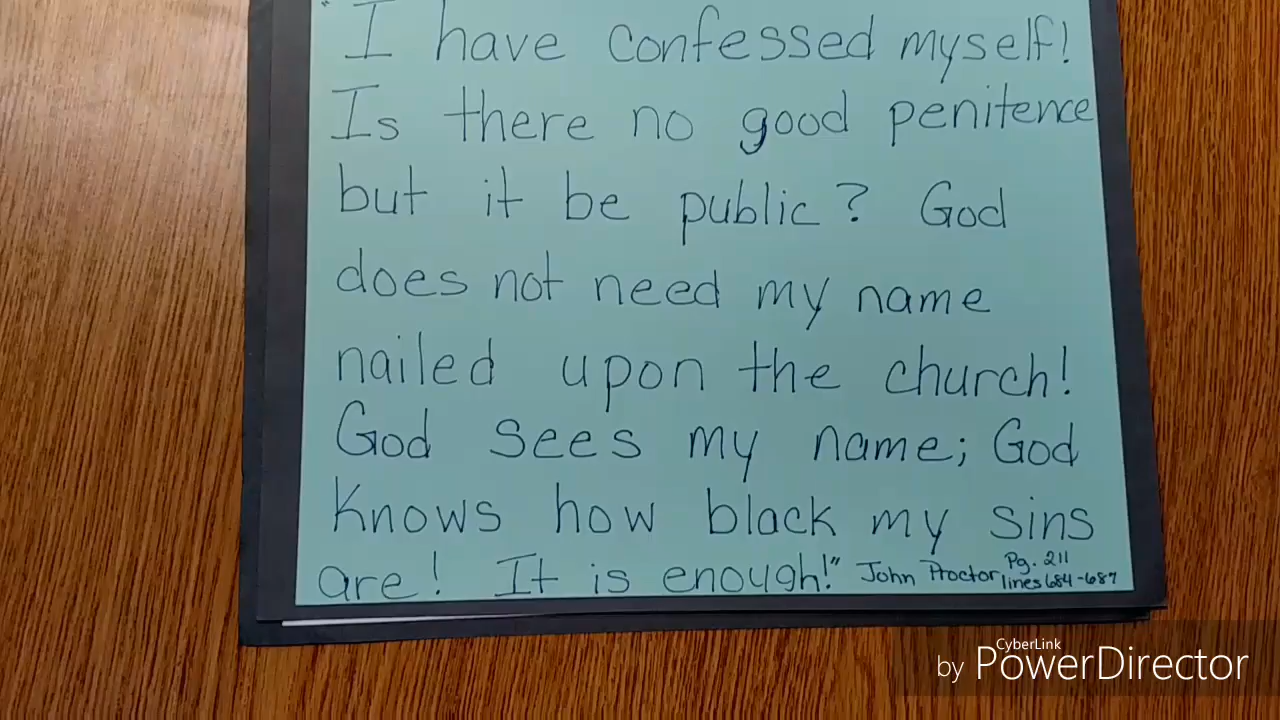 "I have confessed myself!
Is there no good penitence
but it be public? God
does not need my name
nailed upon the church!
God sees my name; God
knows how black my sins
are! It is enough!" John Proctor Pg. 211
lines 684-687
CyberLink
by PowerDirector